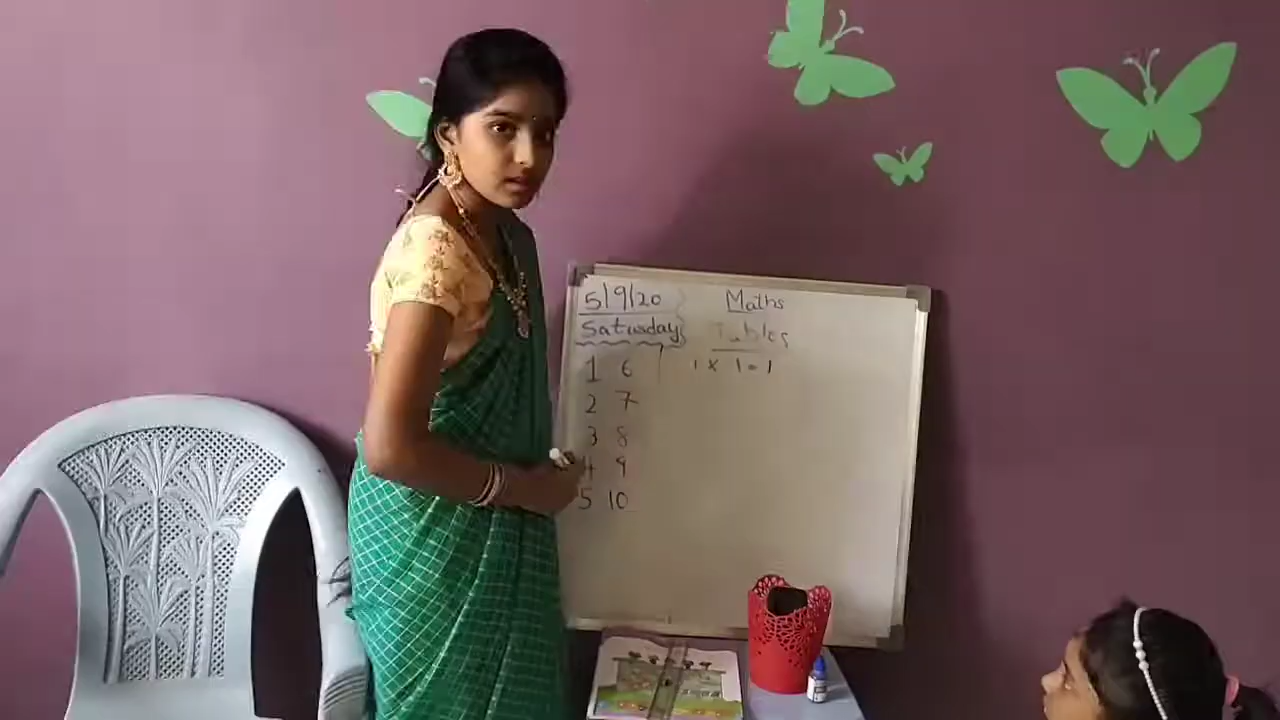 5/9/20
Maths
Saturday
Tables
1 6
1 x 1 = 1
2 7
3 8
4 9
5 10